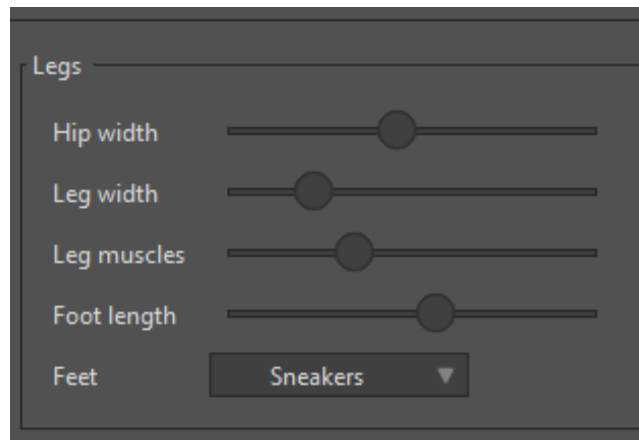 Legs
Hip width
Leg width
Leg muscles
Foot length
Feet Sneakers